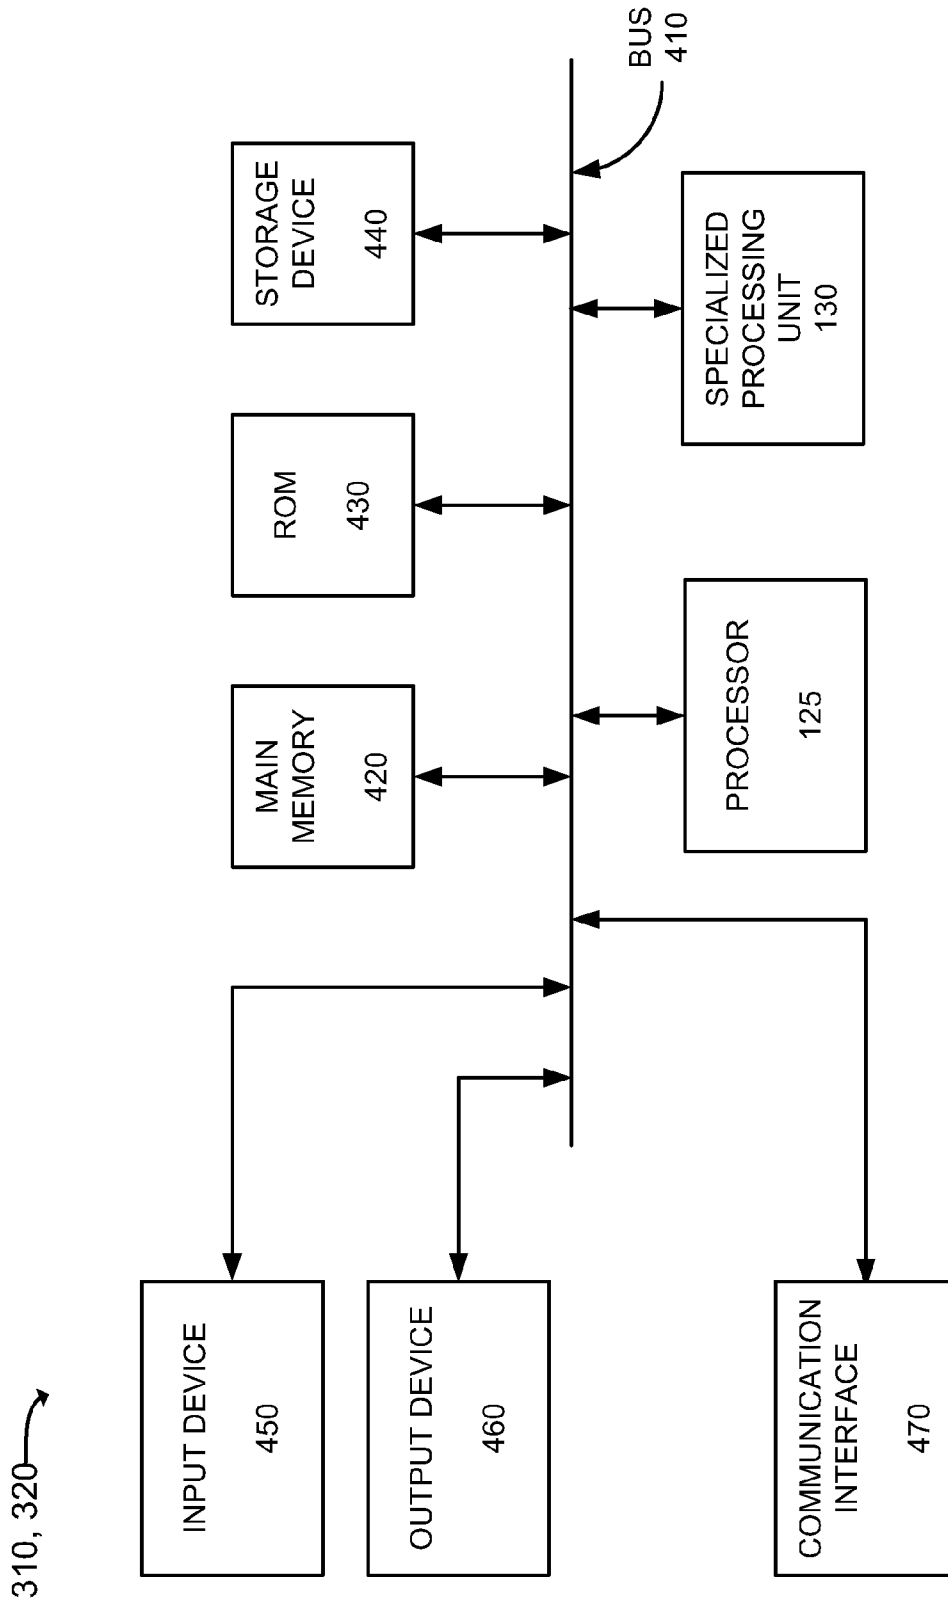 310, 320
INPUT DEVICE
450
OUTPUT DEVICE
460
COMMUNICATION
INTERFACE
470
MAIN
MEMORY
420
ROM
430
STORAGE
DEVICE
440
PROCESSOR
125
SPECIALIZED
PROCESSING
UNIT
130
BUS
410